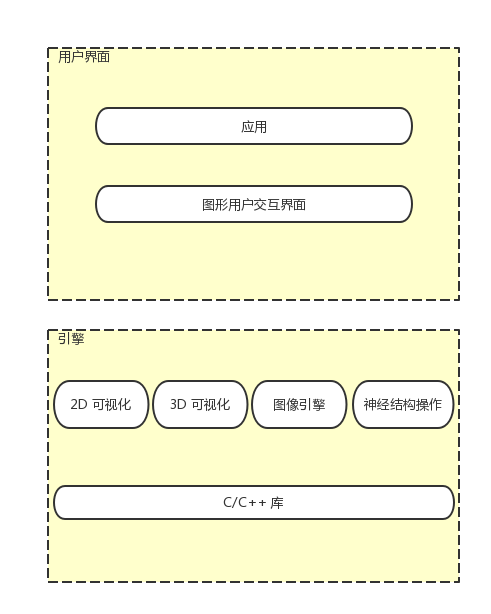 用户界面
应用
图形用户交互界面
引擎
2D 可视化
3D 可视化
图像引擎
神经结构操作
C/C++ 库